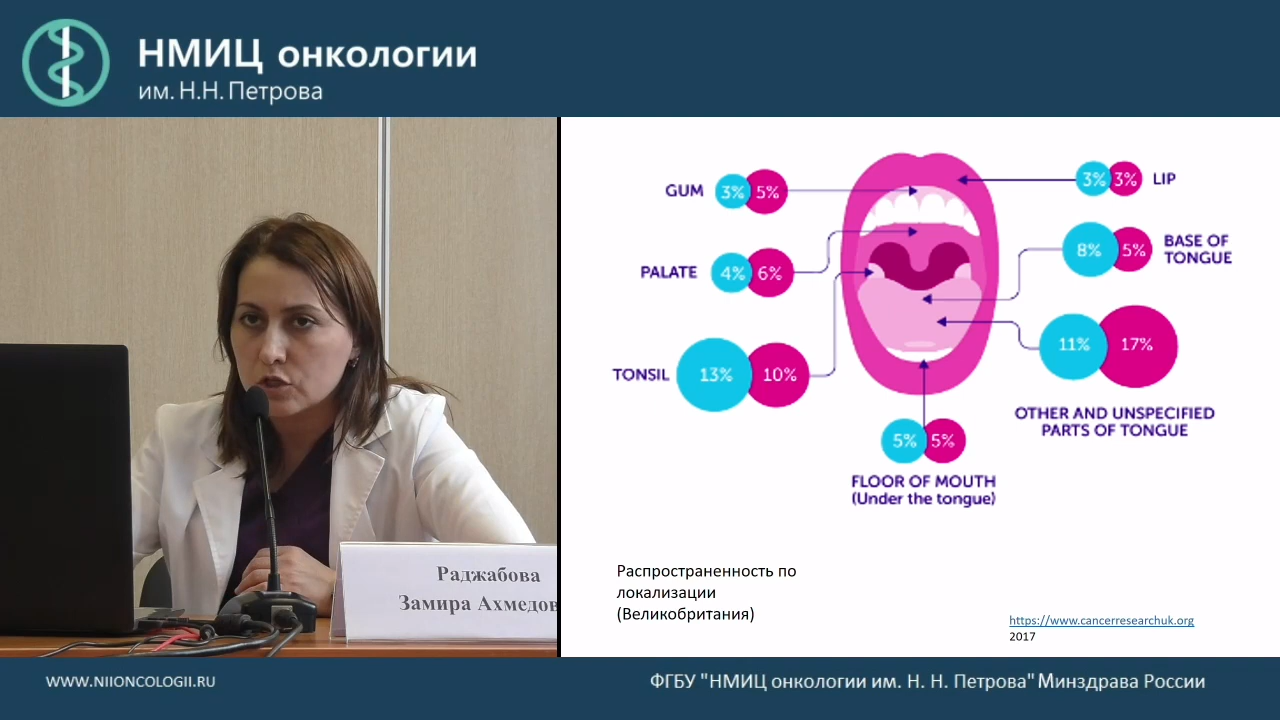 НМИЦ онкологии
им. Н.Н. Петрова
Раджабова
Замира Ахмедов
GUM 3% 5%
3% 3% LIP
PALATE 4% 6%
8% 5% BASE OF
TONGUE
TONSIL 13% 10%
11% 17%
OTHER AND UNSPECIFIED
PARTS OF TONGUE
5% 5%
FLOOR OF MOUTH
(Under the tongue)
Распространенность по
локализации
(Великобритания)
https://www.cancerresearchuk.org
2017
WWW.NIIONCOLOGII.RU
ФГБУ "НМИЦ онкологии им. Н. Н. Петрова" Минздрава России